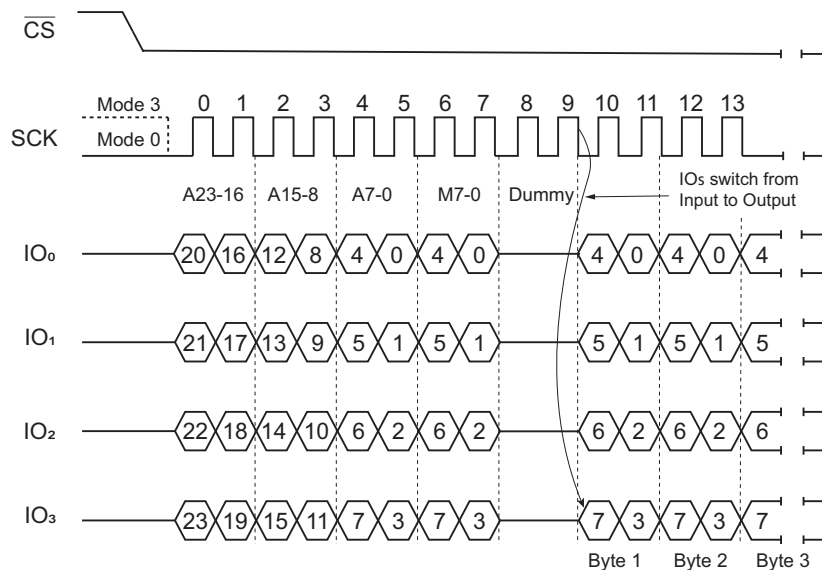 CS
Mode 3 0 1 2 3 4 5 6 7 8 9 10 11 12 13
SCK
Mode 0
A23-16 A15-8 A7-0 M7-0 Dummy
IOs switch from
Input to Output
IO₀ 20 16 12 8 4 0 4 0 4 0 4 0 4
IO₁ 21 17 13 9 5 1 5 1 5 1 5 1 5
IO₂ 22 18 14 10 6 2 6 2 6 2 6 2 6
IO₃ 23 19 15 11 7 3 7 3 7 3 7 3 7
Byte 1 Byte 2 Byte 3